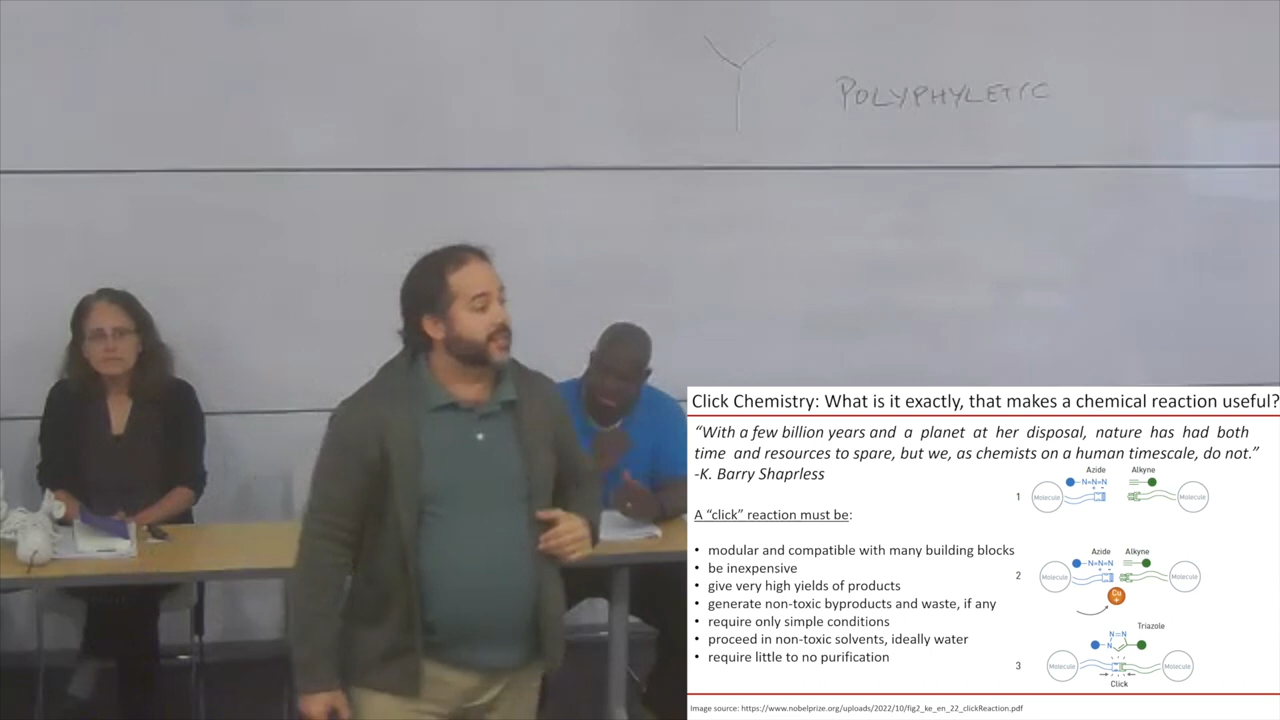 POLYPHYLETIC
Click Chemistry: What is it exactly, that makes a chemical reaction useful?
“With a few billion years and a planet at her disposal, nature has had both
time and resources to spare, but we, as chemists on a human timescale, do not.”
-K. Barry Shaprless
A “click” reaction must be:
• modular and compatible with many building blocks
• be inexpensive
• give very high yields of products
• generate non-toxic byproducts and waste, if any
• require only simple conditions
• proceed in non-toxic solvents, ideally water
• require little to no purification
Azide Alkyne
N=N=N
+ -
1 Molecule Molecule
Azide Alkyne
N=N=N
+ -
2 Molecule Molecule
Cu
+
Triazole
N=N
N
3 Molecule Molecule
Click
Image source: https://www.nobelprize.org/uploads/2022/10/fig2_ke_en_22_clickReaction.pdf